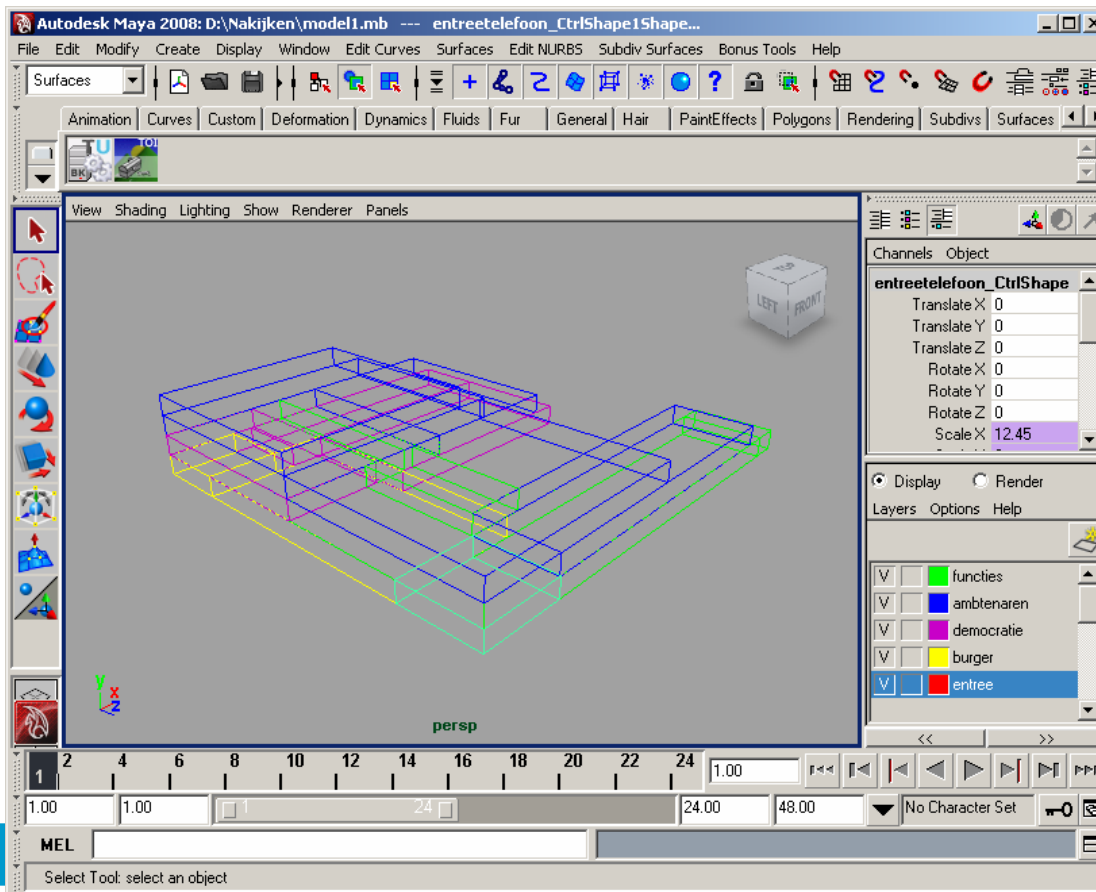 Autodesk Maya 2008: D:\Nakijken\model1.mb --- entreetelefoon_CtrlShape1Shape...
File Edit Modify Create Display Window Edit Curves Surfaces Edit NURBS Subdiv Surfaces Bonus Tools Help
Surfaces
Animation Curves Custom Deformation Dynamics Fluids Fur General Hair PaintEffects Polygons Rendering Subdivs Surfaces
View Shading Lighting Show Renderer Panels
TOP
LEFT FRONT
y x z
persp
Channels Object
entreetelefoon_CtrlShape
Translate X 0
Translate Y 0
Translate Z 0
Rotate X 0
Rotate Y 0
Rotate Z 0
Scale X 12.45
Display Render
Layers Options Help
V functies
V ambtenaren
V democratie
V burger
V entree
<< >>
1 2 4 6 8 10 12 14 16 18 20 22 24 1.00
1.00 1.00 1 24 24.00 48.00 No Character Set
MEL
Select Tool: select an object